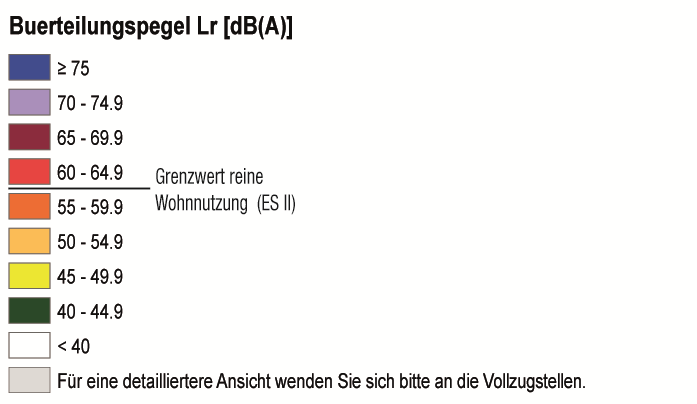 Buerteilungspegel Lr [dB(A)]
≥ 75
70 - 74.9
65 - 69.9
60 - 64.9
Grenzwert reine
Wohnnutzung (ES II)
55 - 59.9
50 - 54.9
45 - 49.9
40 - 44.9
< 40
Für eine detailliertere Ansicht wenden Sie sich bitte an die Vollzugstellen.